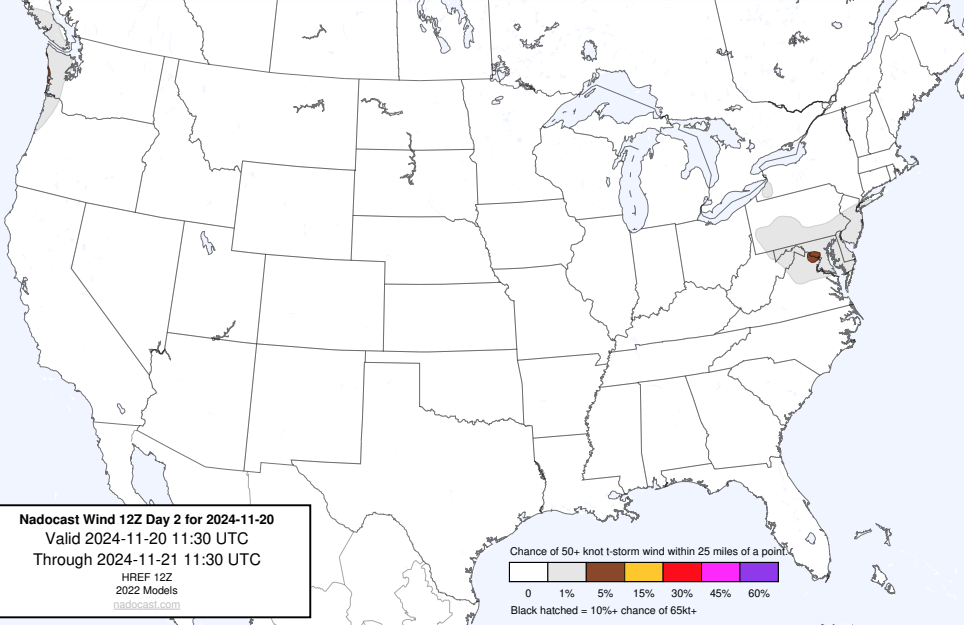 Nadocast Wind 12Z Day 2 for 2024-11-20
Valid 2024-11-20 11:30 UTC
Through 2024-11-21 11:30 UTC
HREF 12Z
2022 Models
nadocast.com
Chance of 50+ knot t-storm wind within 25 miles of a point.
0 1% 5% 15% 30% 45% 60%
Black hatched = 10%+ chance of 65kt+